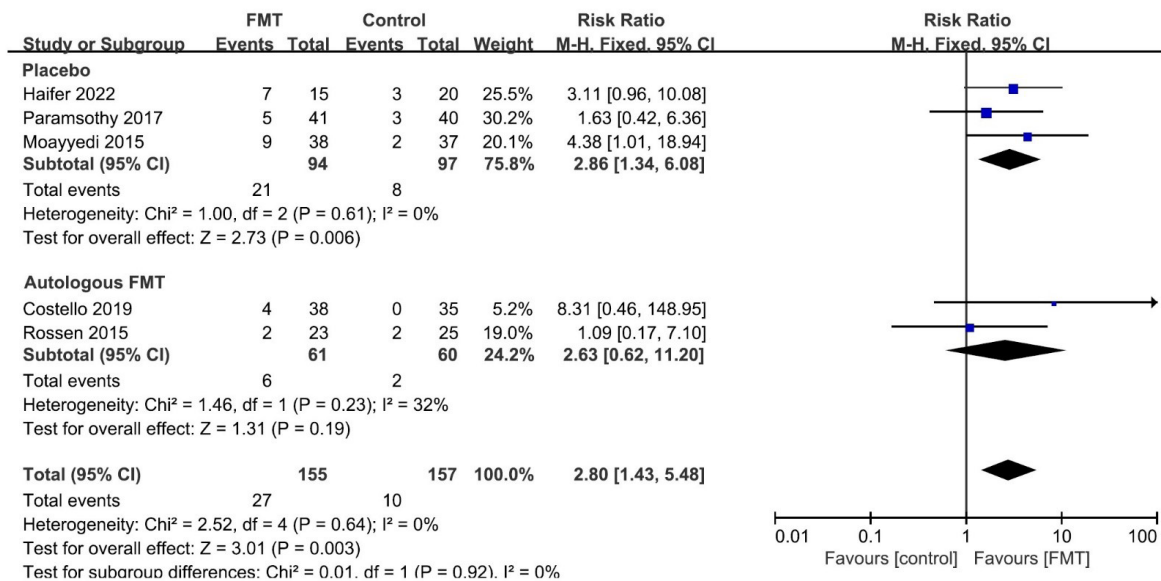 FMT Control Risk Ratio Risk Ratio
Study or Subgroup Events Total Events Total Weight M-H, Fixed, 95% CI M-H, Fixed, 95% CI
Placebo
Haifer 2022 7 15 3 20 25.5% 3.11 [0.96, 10.08]
Paramsothy 2017 5 41 3 40 30.2% 1.63 [0.42, 6.36]
Moayyedi 2015 9 38 2 37 20.1% 4.38 [1.01, 18.94]
Subtotal (95% CI) 94 97 75.8% 2.86 [1.34, 6.08]
Total events 21 8
Heterogeneity: Chi² = 1.00, df = 2 (P = 0.61); I² = 0%
Test for overall effect: Z = 2.73 (P = 0.006)
Autologous FMT
Costello 2019 4 38 0 35 5.2% 8.31 [0.46, 148.95]
Rossen 2015 2 23 2 25 19.0% 1.09 [0.17, 7.10]
Subtotal (95% CI) 61 60 24.2% 2.63 [0.62, 11.20]
Total events 6 2
Heterogeneity: Chi² = 1.46, df = 1 (P = 0.23); I² = 32%
Test for overall effect: Z = 1.31 (P = 0.19)
Total (95% CI) 155 157 100.0% 2.80 [1.43, 5.48]
Total events 27 10
Heterogeneity: Chi² = 2.52, df = 4 (P = 0.64); I² = 0%
Test for overall effect: Z = 3.01 (P = 0.003)
Test for subgroup differences: Chi² = 0.01, df = 1 (P = 0.92), I² = 0%
0.01 0.1 1 10 100
Favours [control] Favours [FMT]